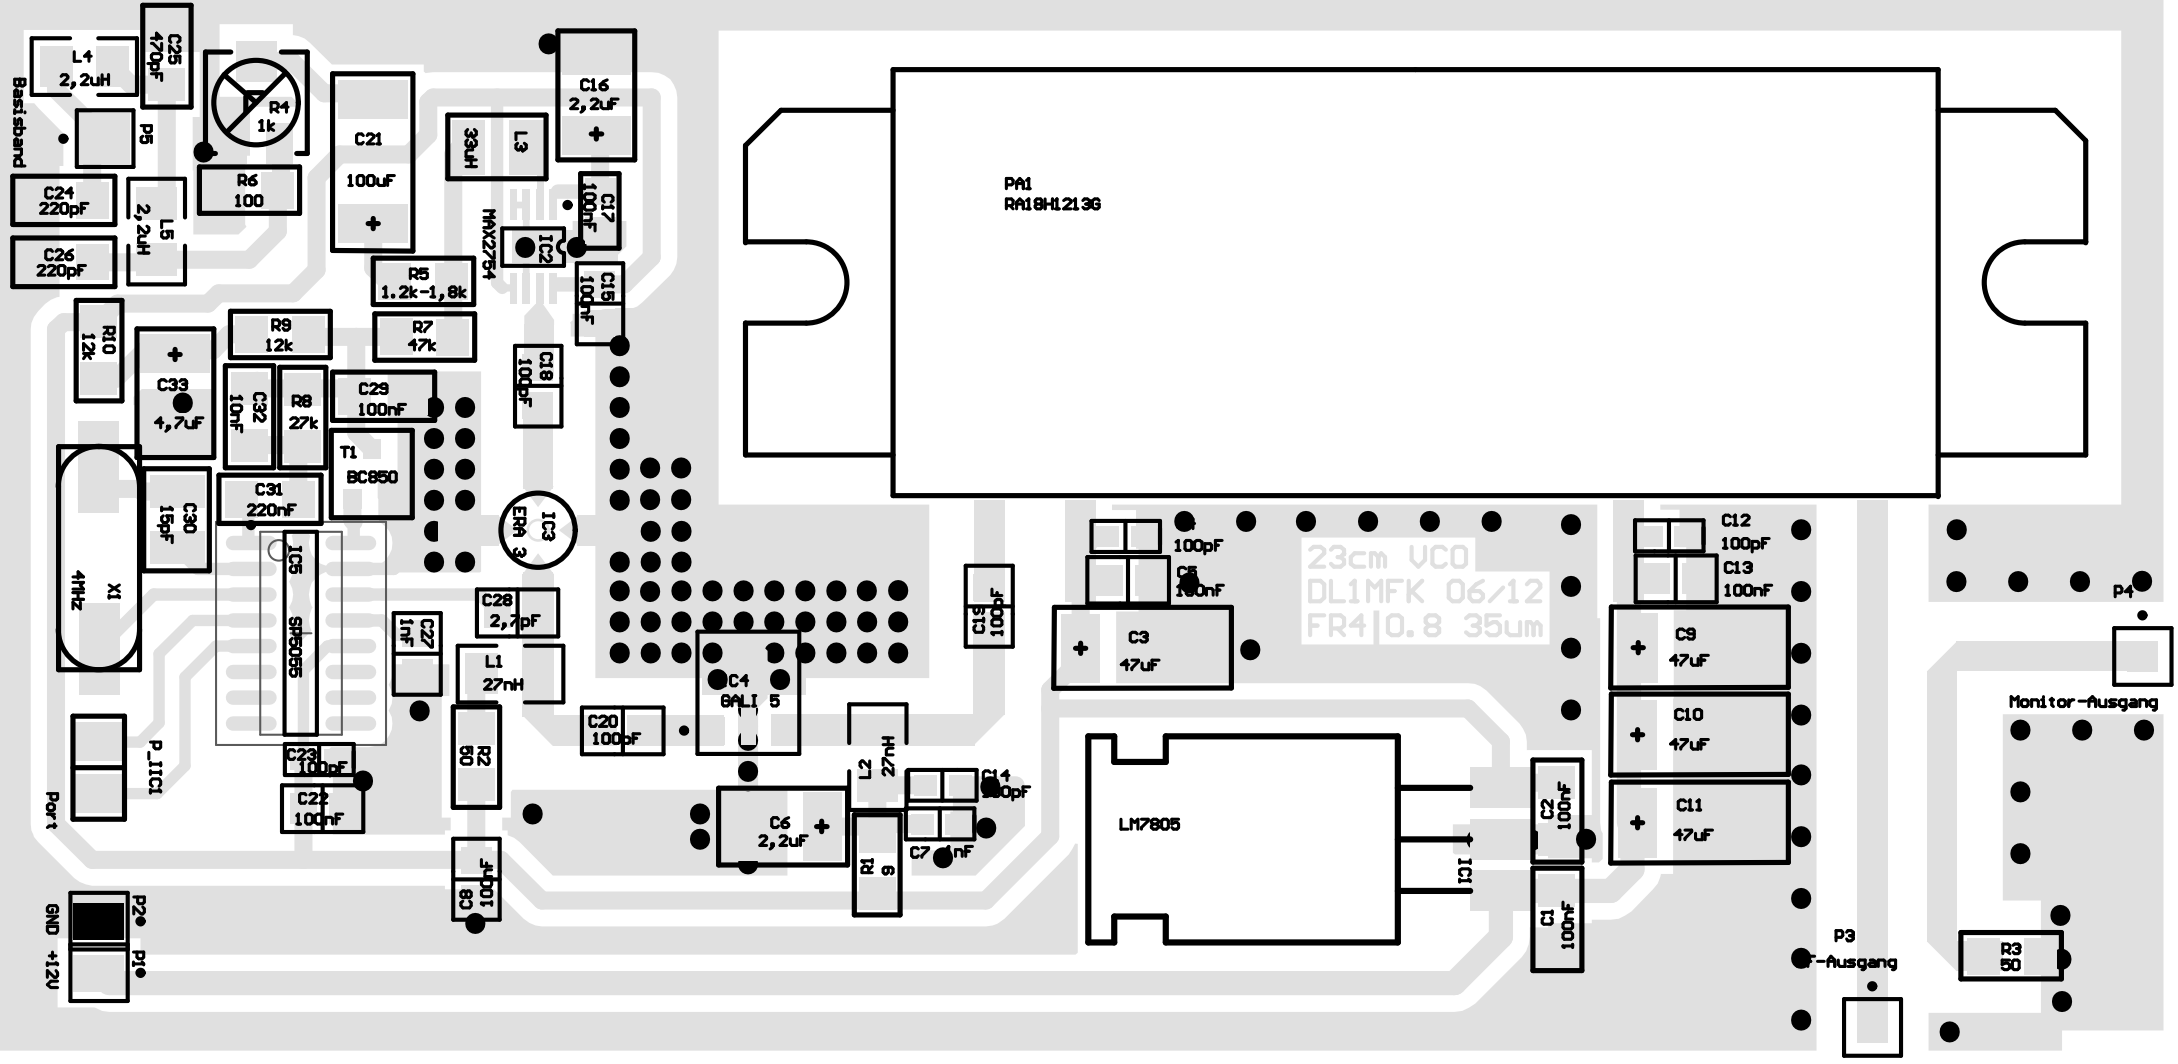 L4
2,2uH
C25
470pF
Basisband
P5
R4
1k
C24
220pF
C26
220pF
2,2uH
L5
R6
100
C21
100uF
33uH
L3
C16
2,2uF
C17
100nF
MAX2754
IC2
C15
100nF
R5
1.2k-1,8k
R7
47k
R9
12k
R10
12k
C33
4,7uF
C32
10nF
R8
27k
C29
100nF
C18
100pF
T1
BC850
C31
220nF
C30
15pF
X1
4MHz
IC5
SP5055
IC3
ERA 3
C28
2,7pF
C27
1nF
L1
27nH
P_IIC1
Port
C23
100pF
C22
100nF
R2
50
C20
100pF
C4
GALI 5
L2
27nH
C14
C7
1nF
C6
2,2uF
R1
9
C8
100nF
P2
GND
P1
+12V
PA1
RA18H1213G
C19
100pF
100pF
C5
100nF
C3
47uF
23cm VCO
DL1MFK 06/12
FR4|0.8 35um
C12
100pF
C13
100nF
C9
47uF
C10
47uF
C11
47uF
LM7805
IC1
C2
100nF
C1
100nF
P4
Monitor-Ausgang
P3
-Ausgang
R3
50